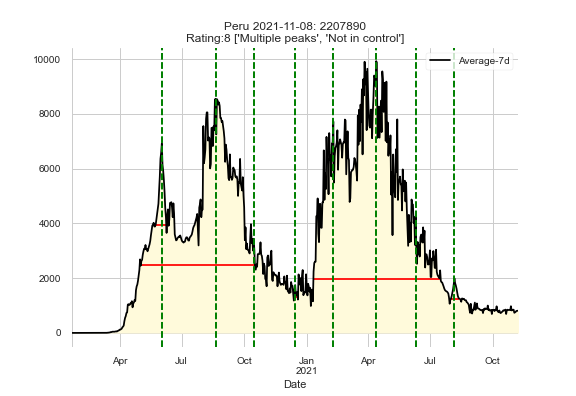 Peru 2021-11-08: 2207890
Rating:8 ['Multiple peaks', 'Not in control']
Average-7d
10000
8000
6000
4000
2000
0
Apr
Jul
Oct
Jan
2021
Apr
Jul
Oct
Date